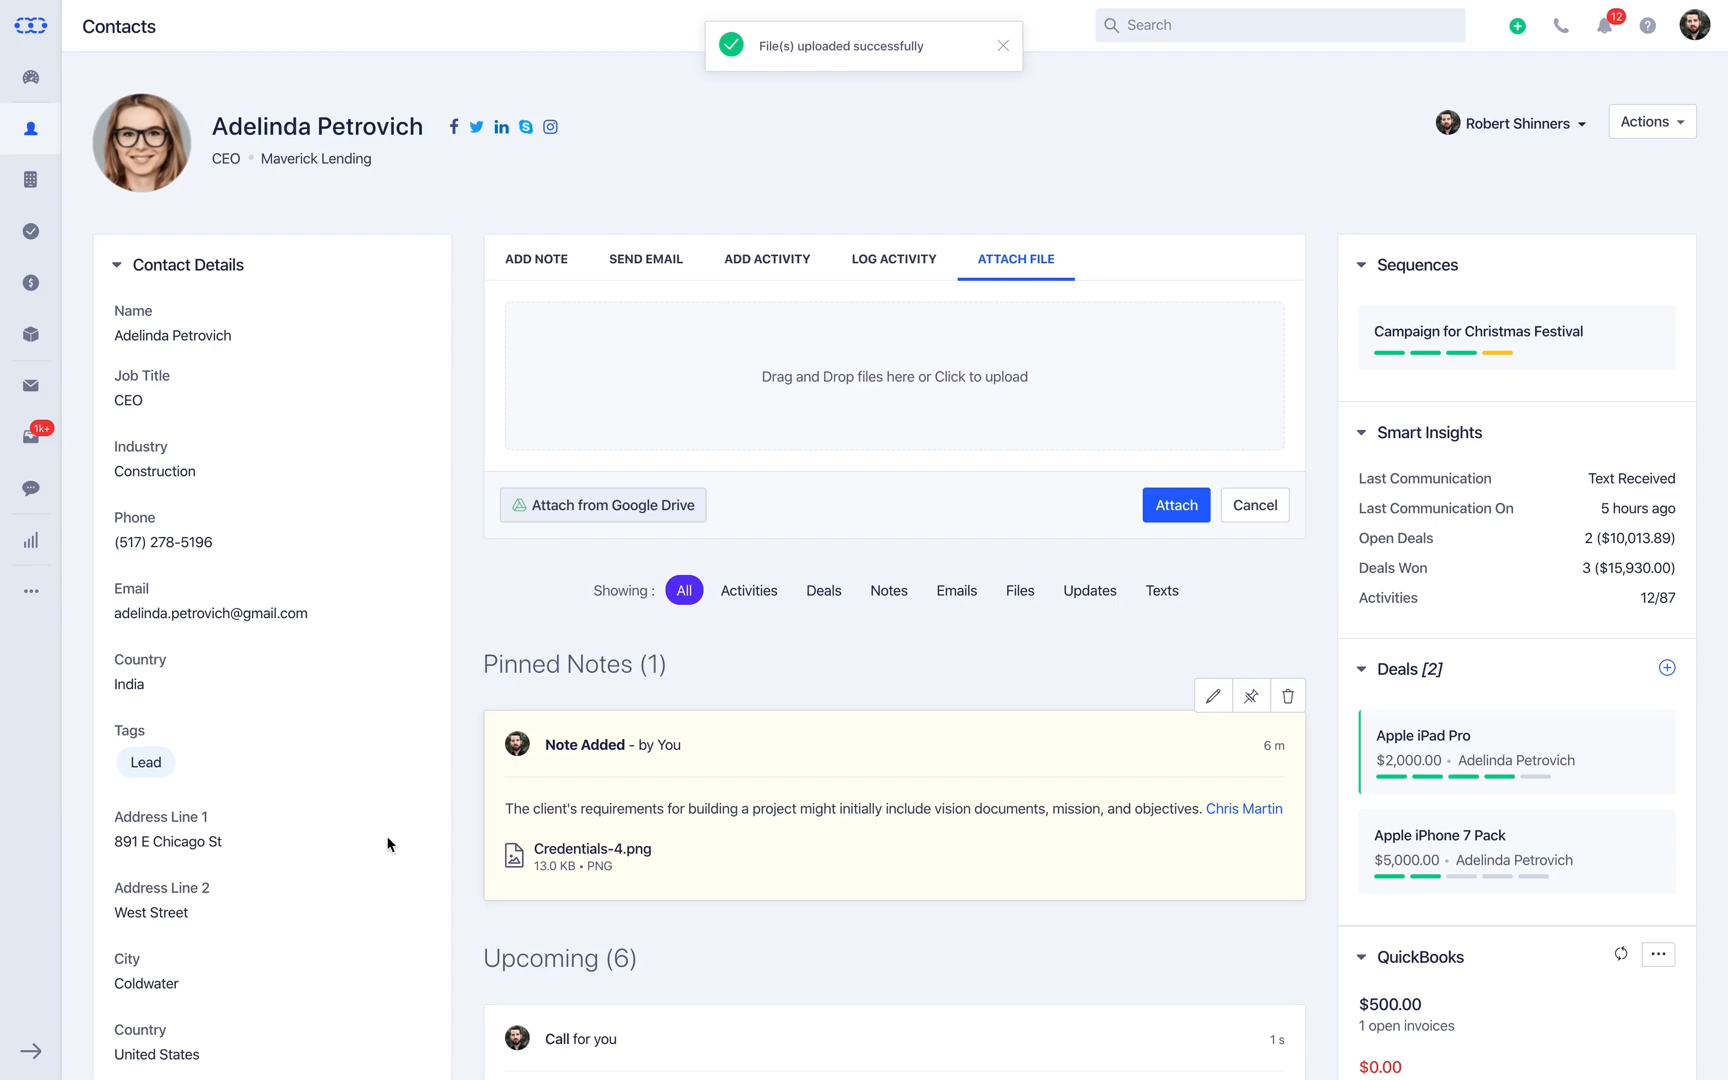 Contacts
File(s) uploaded successfully
Search
12
Adelinda Petrovich
CEO • Maverick Lending
Robert Shinners
Actions
1k+
Contact Details
Name
Adelinda Petrovich
Job Title
CEO
Industry
Construction
Phone
(517) 278-5196
Email
adelinda.petrovich@gmail.com
Country
India
Tags
Lead
Address Line 1
891 E Chicago St
Address Line 2
West Street
City
Coldwater
Country
United States
ADD NOTE
SEND EMAIL
ADD ACTIVITY
LOG ACTIVITY
ATTACH FILE
Drag and Drop files here or Click to upload
Attach from Google Drive
Attach
Cancel
Showing :
All
Activities
Deals
Notes
Emails
Files
Updates
Texts
Pinned Notes (1)
Note Added - by You
6 m
The client's requirements for building a project might initially include vision documents, mission, and objectives. Chris Martin
Credentials-4.png
13.0 KB • PNG
Upcoming (6)
Call for you
1 s
Sequences
Campaign for Christmas Festival
Smart Insights
Last Communication
Text Received
Last Communication On
5 hours ago
Open Deals
2 ($10,013.89)
Deals Won
3 ($15,930.00)
Activities
12/87
Deals [2]
Apple iPad Pro
$2,000.00 • Adelinda Petrovich
Apple iPhone 7 Pack
$5,000.00 • Adelinda Petrovich
QuickBooks
$500.00
1 open invoices
$0.00